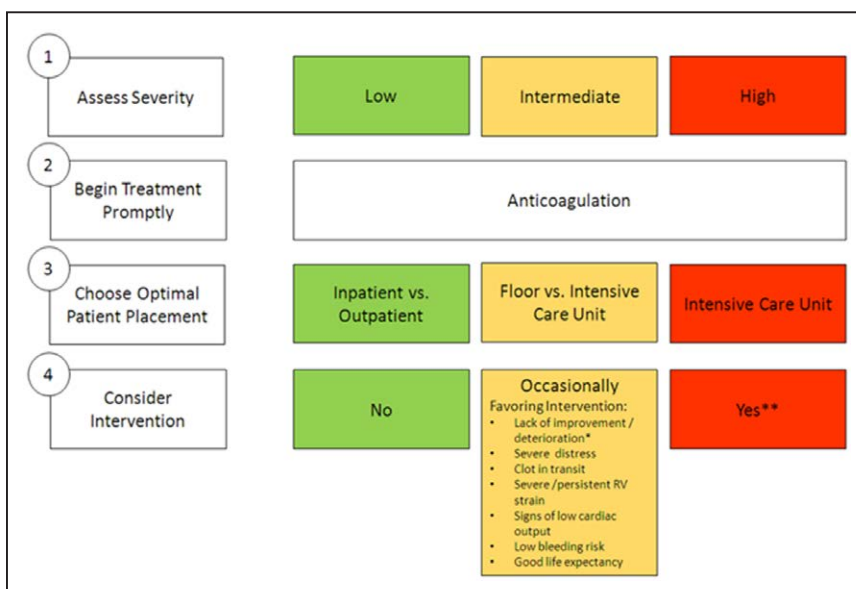 1
Assess Severity
Low
Intermediate
High
2
Begin Treatment
Promptly
Anticoagulation
3
Choose Optimal
Patient Placement
Inpatient vs.
Outpatient
Floor vs. Intensive
Care Unit
Intensive Care Unit
4
Consider
Intervention
No
Occasionally
Favoring Intervention:
• Lack of improvement /
deterioration*
• Severe distress
• Clot in transit
• Severe /persistent RV
strain
• Signs of low cardiac
output
• Low bleeding risk
• Good life expectancy
Yes**